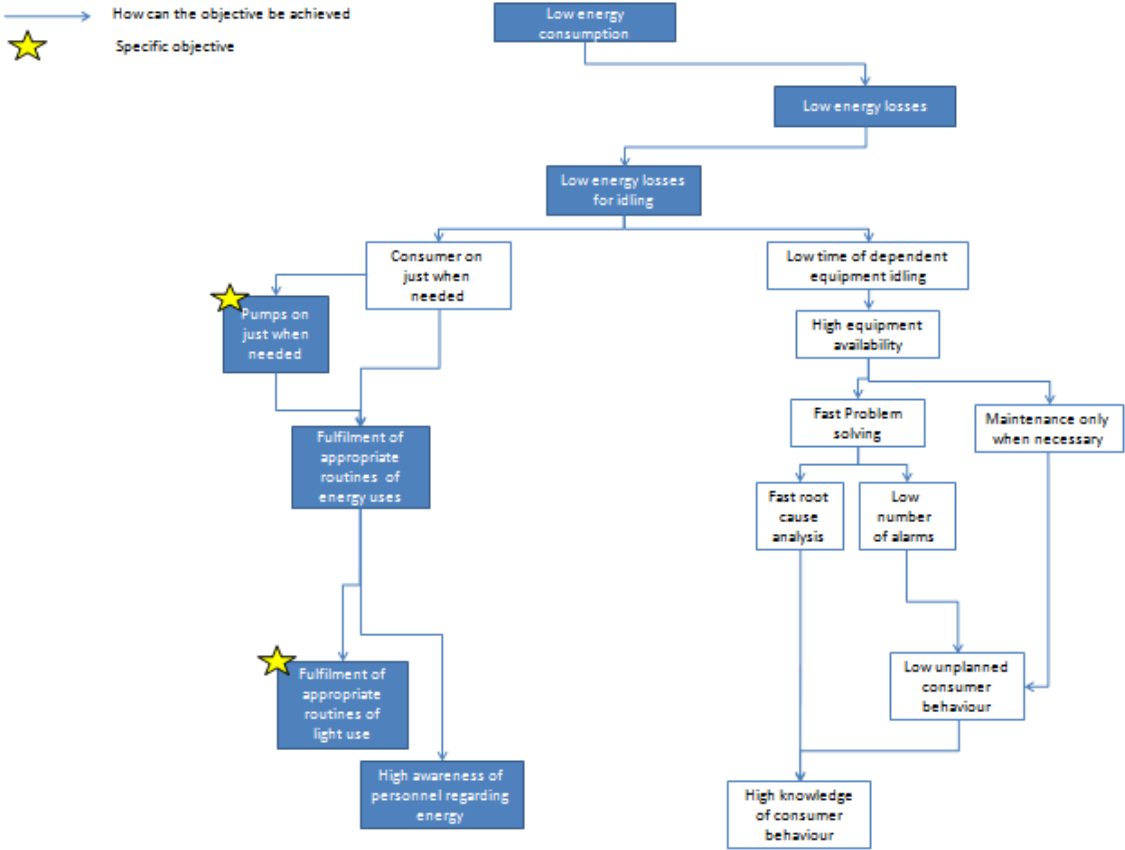 How can the objective be achieved
Specific objective
Low energy
consumption
Low energy losses
Low energy losses
for idling
Consumer on
just when
needed
Low time of dependent
equipment idling
Pumps on
just when
needed
High equipment
availability
Fast Problem
solving
Maintenance only
when necessary
Fulfilment of
appropriate
routines of
energy uses
Fast root
cause
analysis
Low
number
of alarms
Fulfilment of
appropriate
routines of
light use
Low unplanned
consumer
behaviour
High awareness of
personnel regarding
energy
High knowledge
of consumer
behaviour